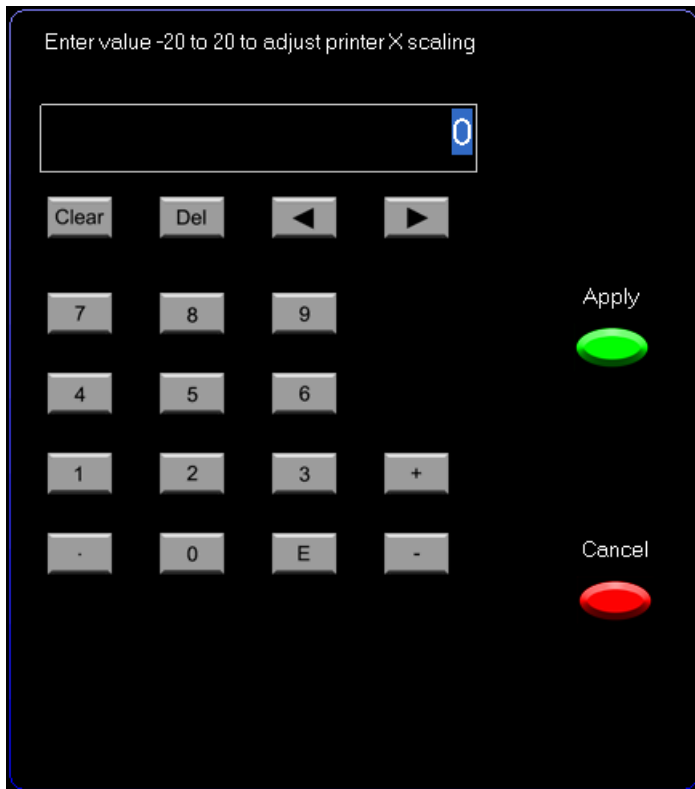 Enter value -20 to 20 to adjust printer X scaling
0
Clear Del ◀ ▶
7 8 9
Apply
4 5 6
1 2 3 +
. 0 E -
Cancel